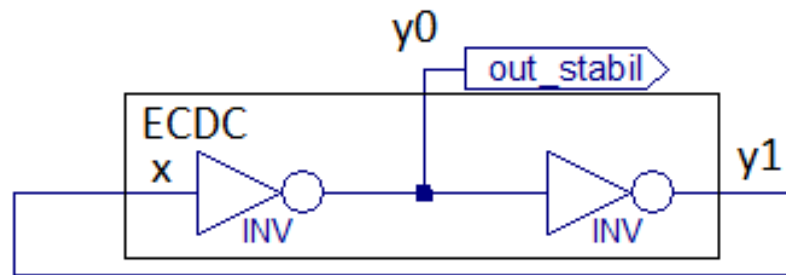 y0
out_stabil
ECDC
x
y1
INV
INV